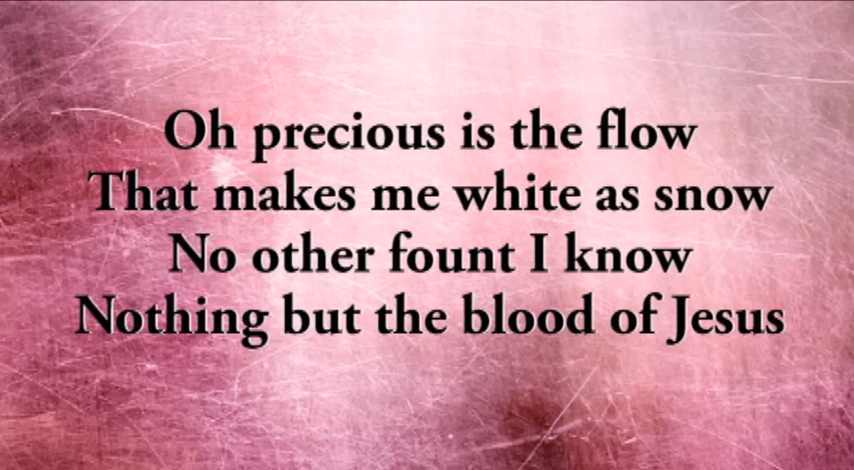 Oh precious is the flow
That makes me white as snow
No other fount I know
Nothing but the blood of Jesus